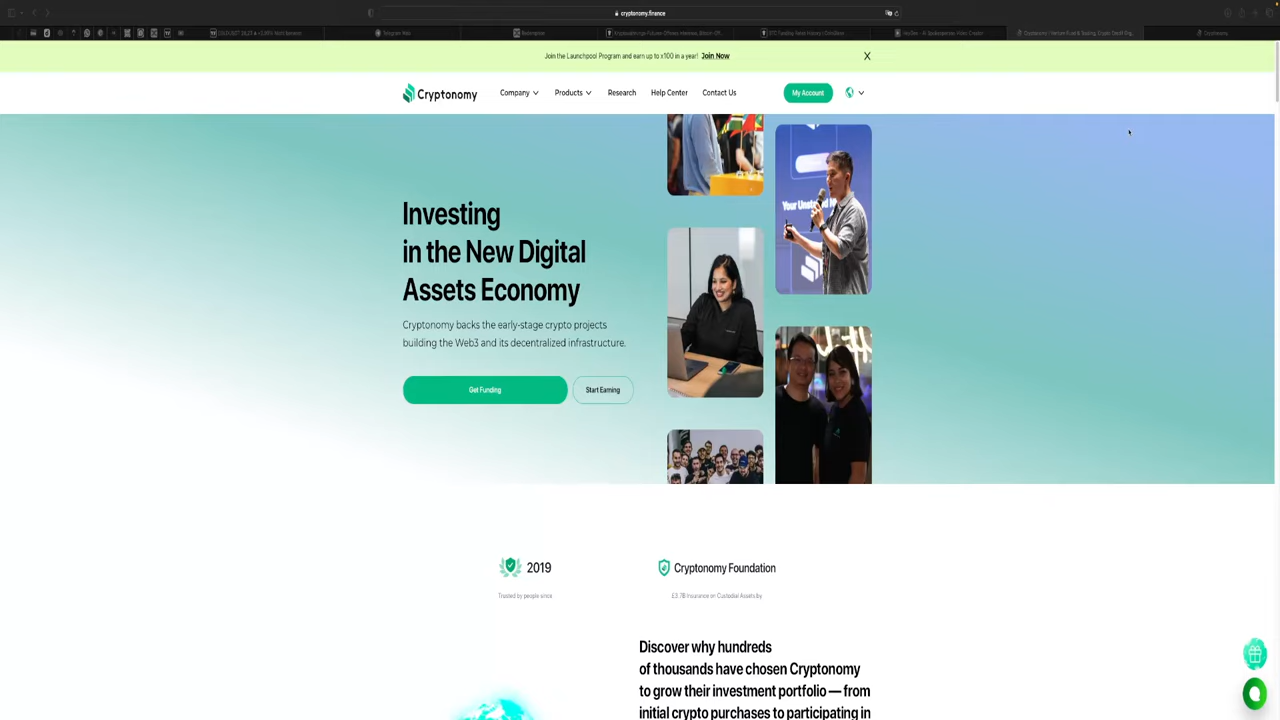 cryptonomy.finance
Telegram Web
Join the Launchpool Program and earn up to x100 in a year! Join Now
X
Cryptonomy
Company
Products
Research
Help Center
Contact Us
My Account
Your
Investing
in the New Digital
Assets Economy
Cryptonomy backs the early-stage crypto projects
building the Web3 and its decentralized infrastructure.
Get Funding
Start Earning
2019
Trusted by people since
Cryptonomy Foundation
£3.7B Insurance on Custodial Assets by
Discover why hundreds
of thousands have chosen Cryptonomy
to grow their investment portfolio — from
initial crypto purchases to participating in